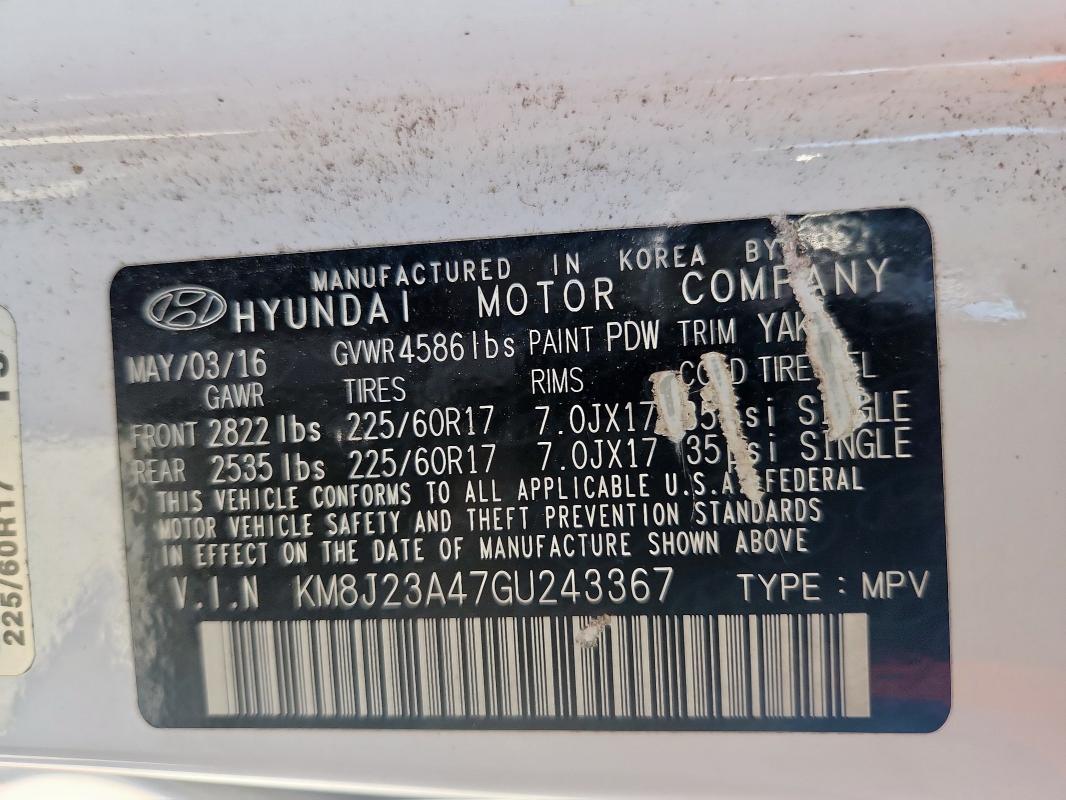 MANUFACTURED IN KOREA BY
HYUNDAI MOTOR COMPANY
MAY/03/16 GVWR 4586 lbs PAINT PDW TRIM YAK
GAWR TIRES RIMS COLD TIRE
FRONT 2822 lbs 225/60R17 7.0JX17 35psi SINGLE
REAR 2535 lbs 225/60R17 7.0JX17 35psi SINGLE
THIS VEHICLE CONFORMS TO ALL APPLICABLE U.S.A. FEDERAL
MOTOR VEHICLE SAFETY AND THEFT PREVENTION STANDARDS
IN EFFECT ON THE DATE OF MANUFACTURE SHOWN ABOVE
V.I.N KM8J23A47GU243367 TYPE : MPV
225/60R17